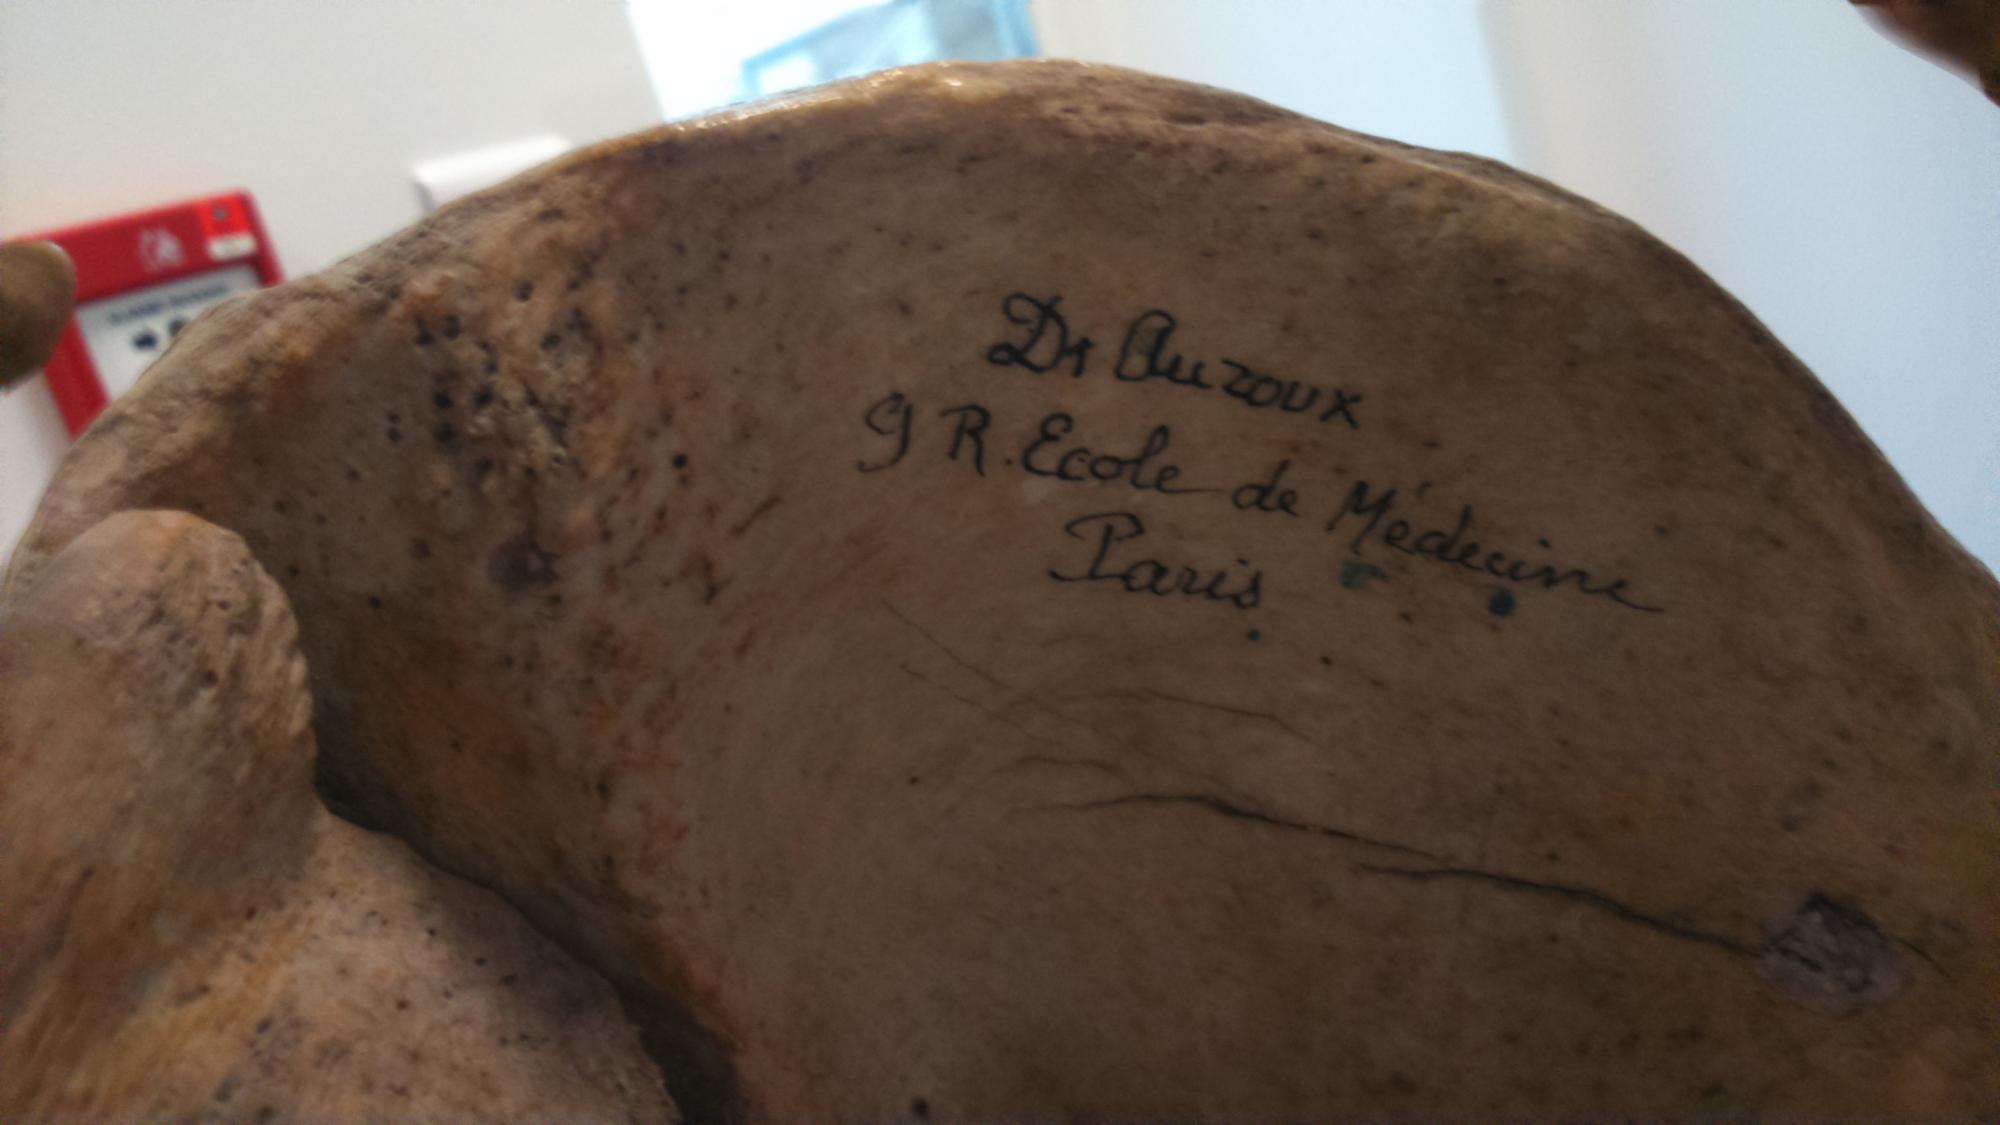 Dr Auzoux
9 R. Ecole de Médecine
Paris